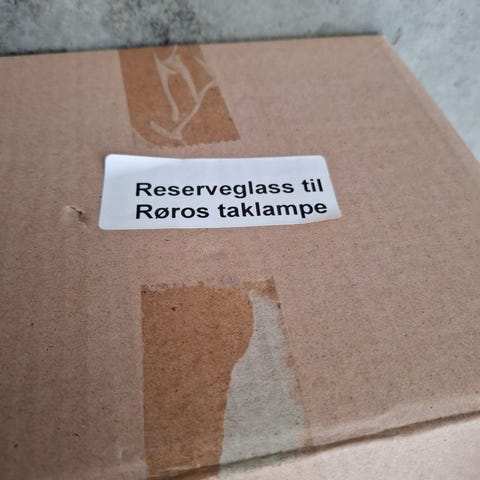 Reserveglass til
Røros taklampe